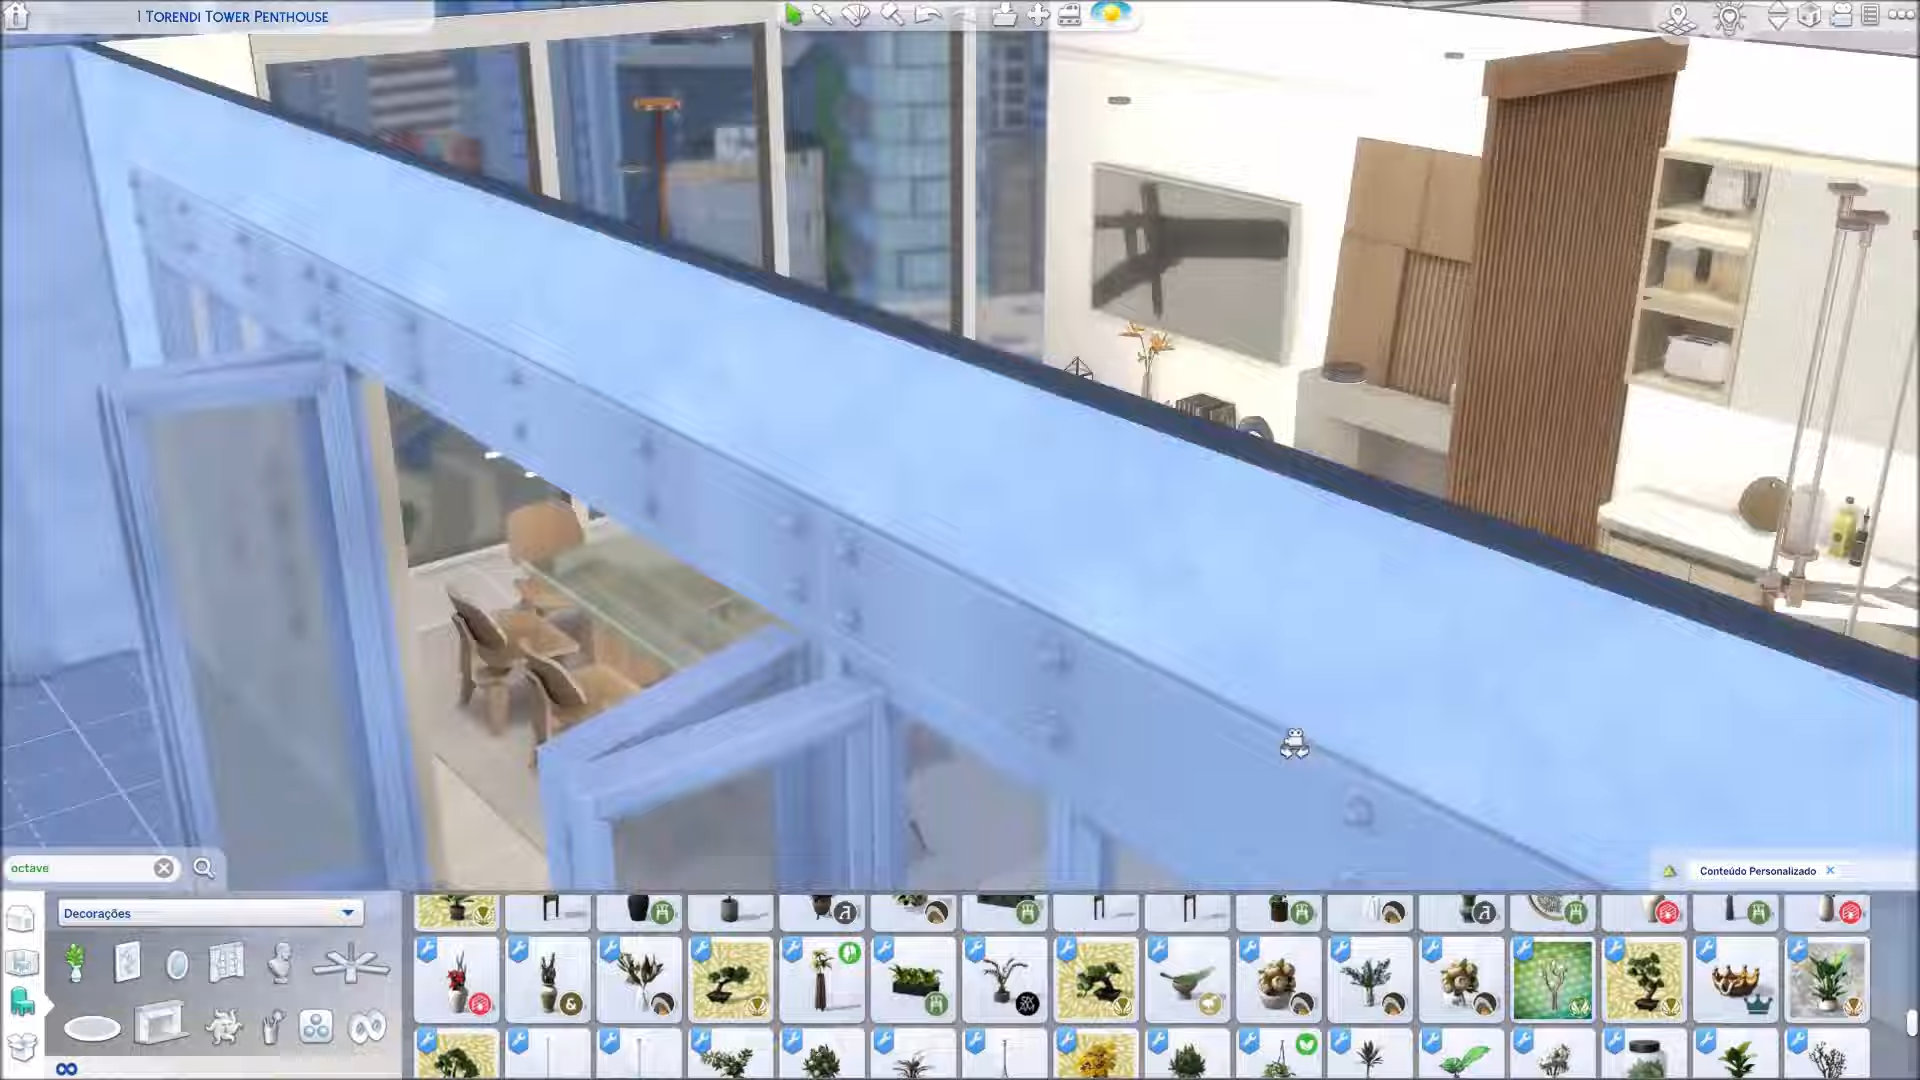 1 Torendi Tower Penthouse
octave
Conteúdo Personalizado
Decorações